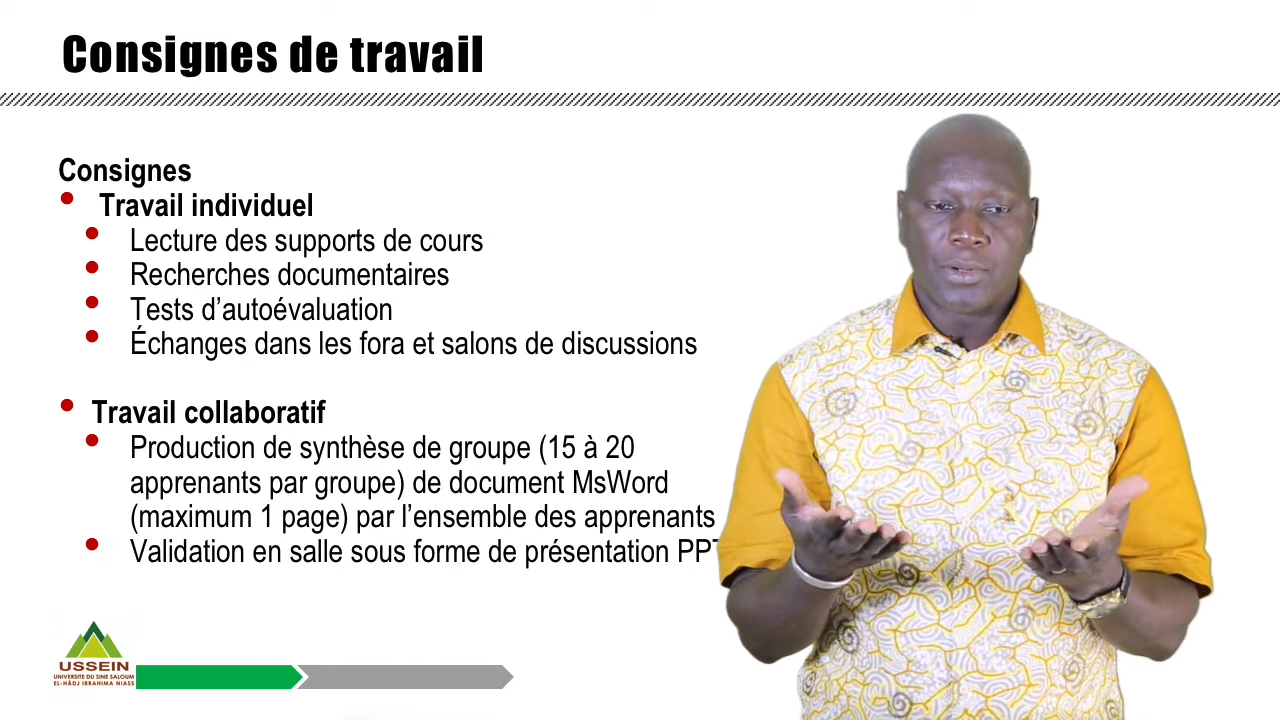 Consignes de travail
Consignes
• Travail individuel
• Lecture des supports de cours
• Recherches documentaires
• Tests d’autoévaluation
• Échanges dans les fora et salons de discussions
• Travail collaboratif
• Production de synthèse de groupe (15 à 20
apprenants par groupe) de document MsWord
(maximum 1 page) par l’ensemble des apprenants
• Validation en salle sous forme de présentation PPT
USSEIN
UNIVERSITE DU SINE SALOUM
EL-HÂDJ IBRAHIMA NIASS